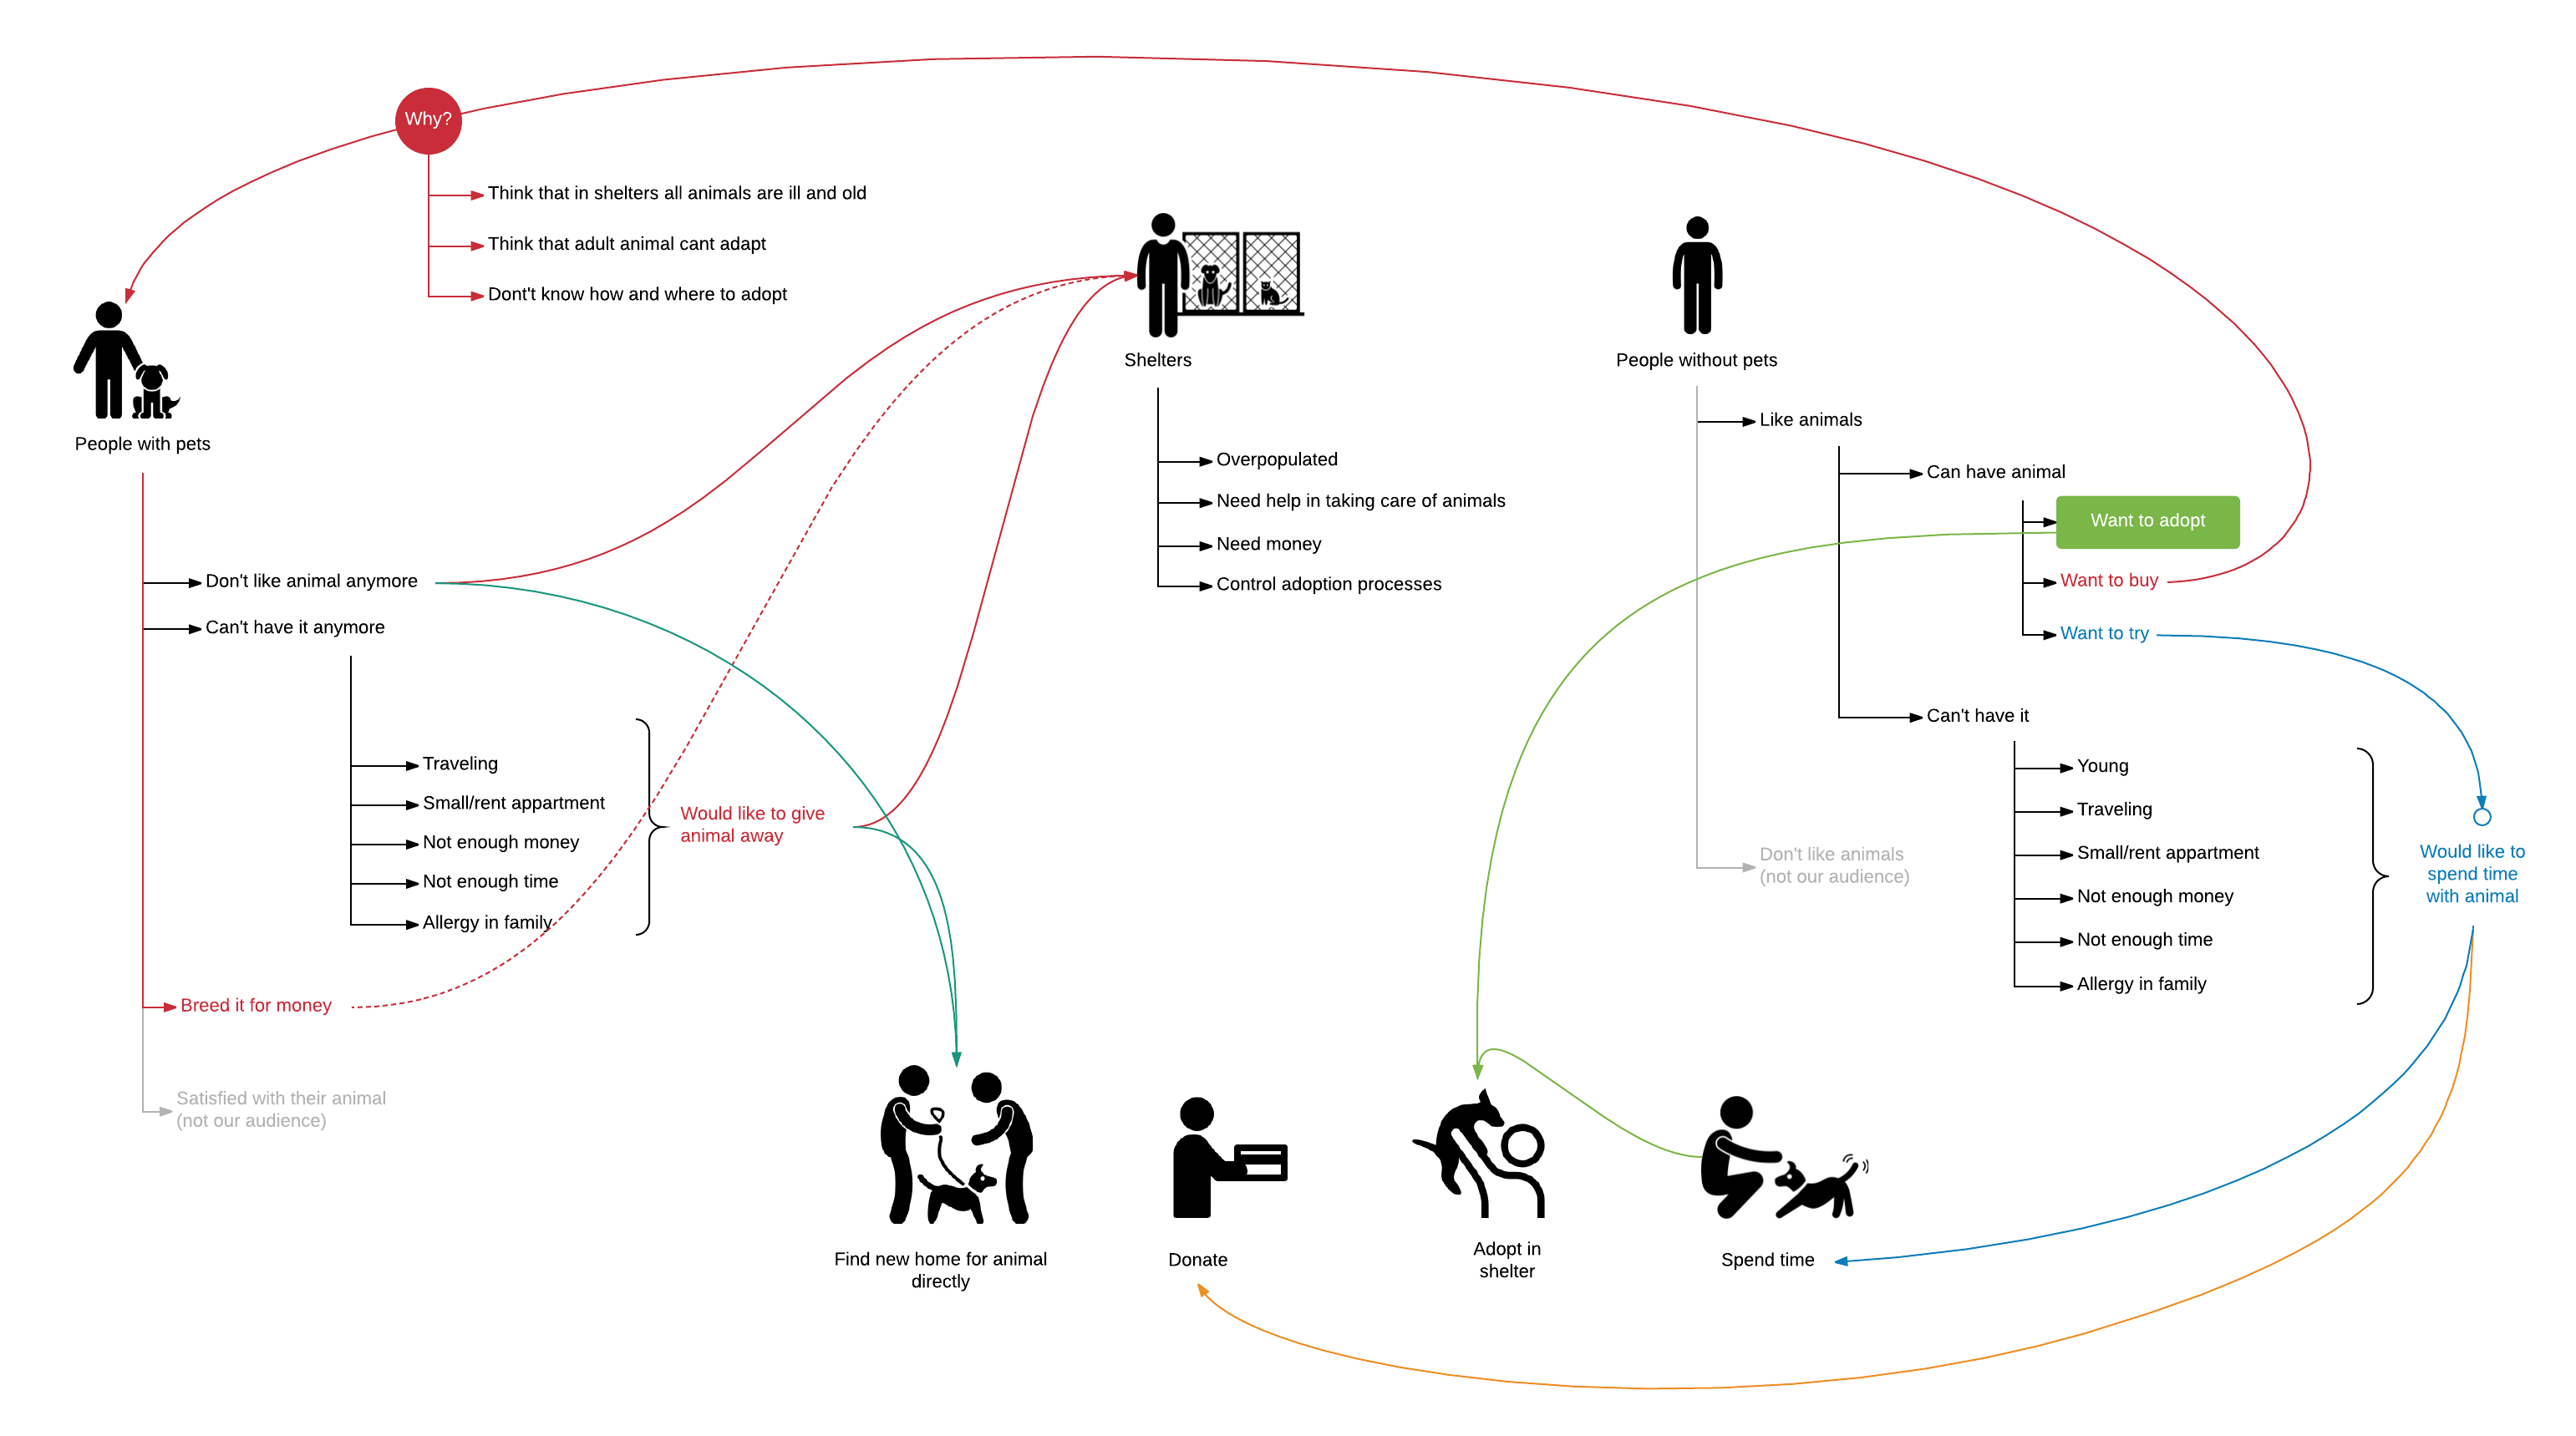 Why?
Think that in shelters all animals are ill and old
Think that adult animal cant adapt
Dont't know how and where to adopt
People with pets
Don't like animal anymore
Can't have it anymore
Traveling
Small/rent appartment
Not enough money
Not enough time
Allergy in family
Would like to give
animal away
Breed it for money
Satisfied with their animal
(not our audience)
Shelters
Overpopulated
Need help in taking care of animals
Need money
Control adoption processes
People without pets
Like animals
Can have animal
Want to adopt
Want to buy
Want to try
Can't have it
Young
Traveling
Small/rent appartment
Not enough money
Not enough time
Allergy in family
Would like to
spend time
with animal
Don't like animals
(not our audience)
Find new home for animal
directly
Donate
Adopt in
shelter
Spend time